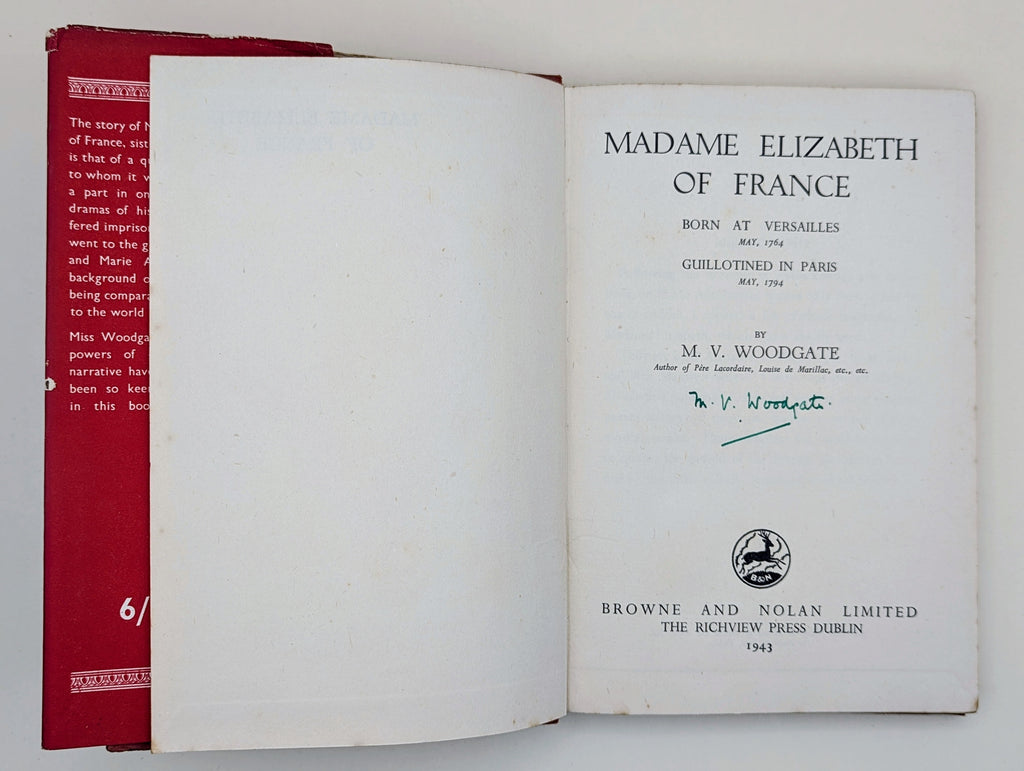 The story of
of France, sist
is that of a qu
to whom it w
a part in on
dramas of his
fered impriso
went to the g
and Marie A
background o
being compara
to the world
Miss Woodga
powers of
narrative have
been so keen
in this boo
6/
MADAME ELIZABETH
OF FRANCE
BORN AT VERSAILLES
MAY, 1764
GUILLOTINED IN PARIS
MAY, 1794
BY
M. V. WOODGATE
Author of Père Lacordaire, Louise de Marillac, etc., etc.
M. V. Woodgate.
B&N
BROWNE AND NOLAN LIMITED
THE RICHVIEW PRESS DUBLIN
1943